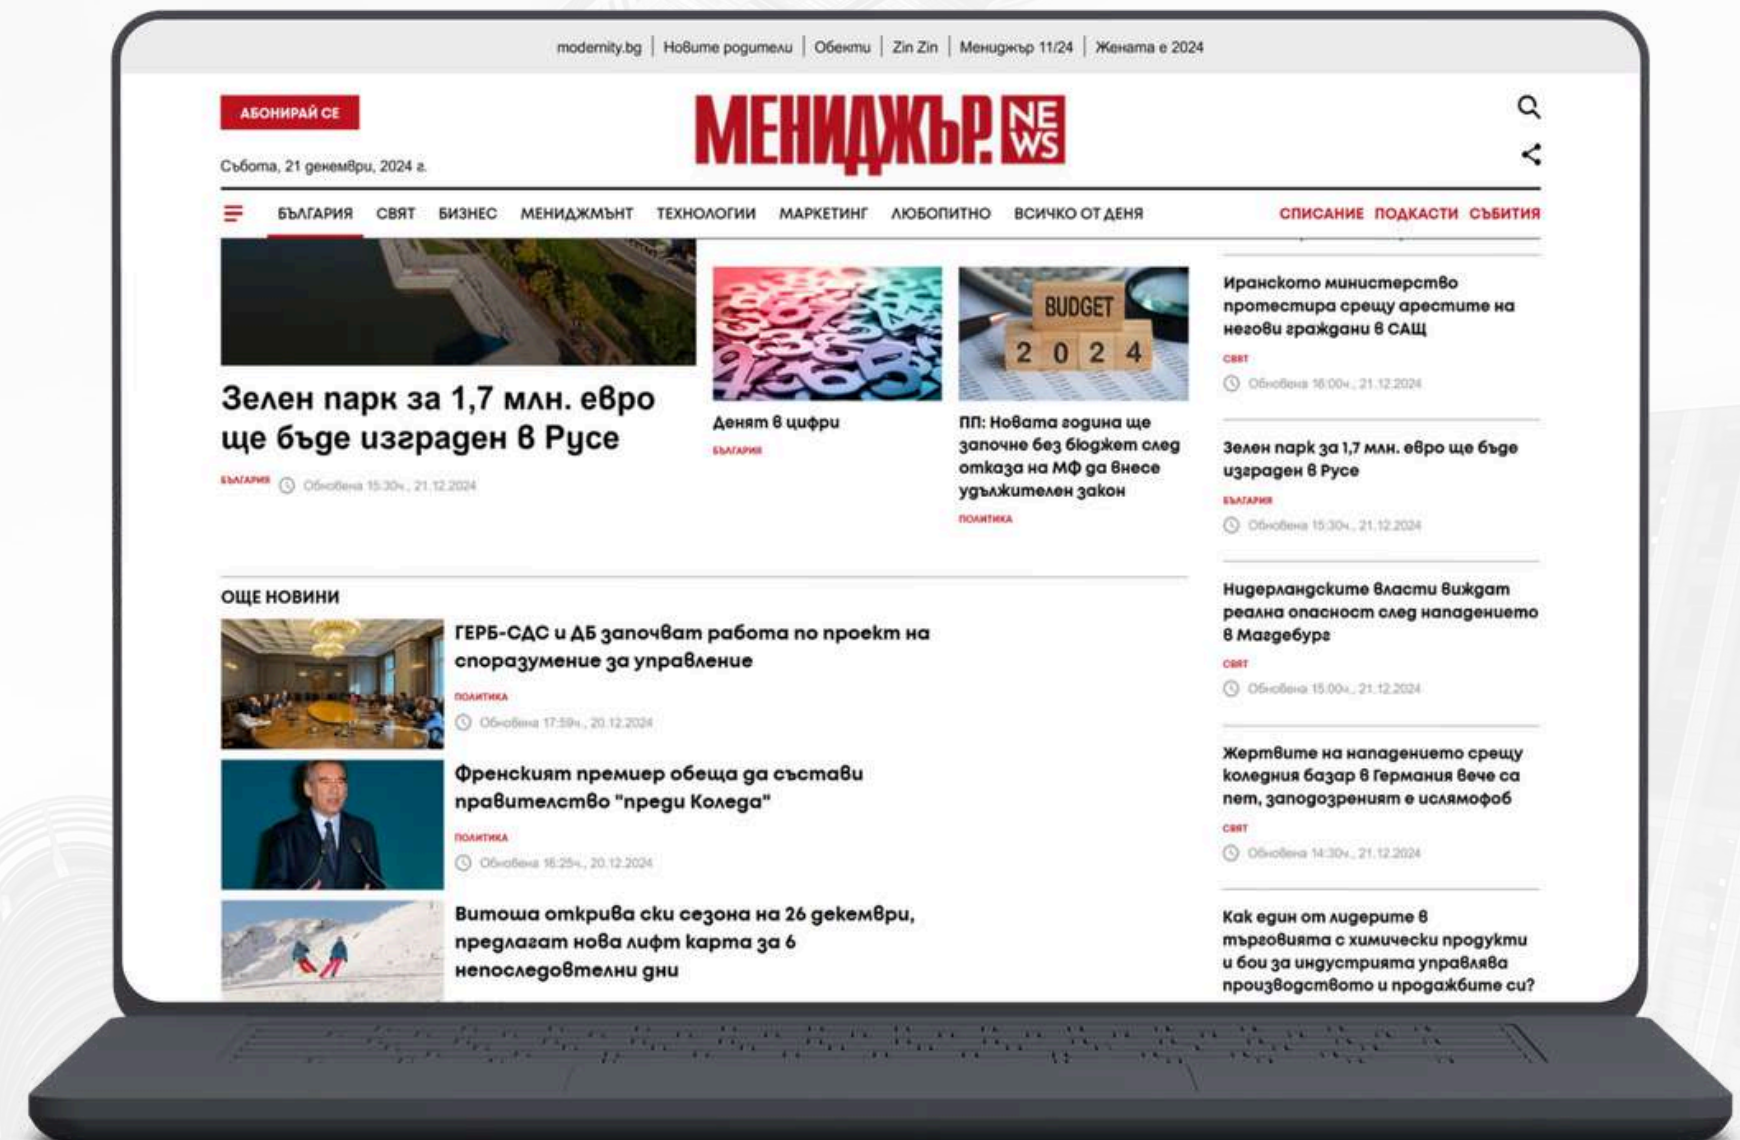 modernity.bg | Новите родители | Обекти | Zin Zin | Мениджър 11/24 | Жената е 2024
АБОНИРАЙ СЕ
МЕНИДЖЪР. NEWS
Събота, 21 декември, 2024 г.
БЪЛГАРИЯ СВЯТ БИЗНЕС МЕНИДЖМЪНТ ТЕХНОЛОГИИ МАРКЕТИНГ ЛЮБОПИТНО ВСИЧКО ОТ ДЕНЯ СПИСАНИЕ ПОДКАСТИ СЪБИТИЯ
Зелен парк за 1,7 млн. евро
ще бъде изграден в Русе
БЪЛГАРИЯ Обновена 15:30ч., 21.12.2024
Денят в цифри
БЪЛГАРИЯ
BUDGET
2 0 2 4
ПП: Новата година ще
започне без бюджет след
отказа на МФ да внесе
удължителен закон
ПОЛИТИКА
ОЩЕ НОВИНИ
ГЕРБ-СДС и ДБ започват работа по проект на
споразумение за управление
ПОЛИТИКА
Обновена 17:59ч., 20.12.2024
Френският премиер обеща да състави
правителство "преди Коледа"
ПОЛИТИКА
Обновена 16:25ч., 20.12.2024
Витоша открива ски сезона на 26 декември,
предлагат нова лифт карта за 6
непоследовтелни дни
Иранското министерство
протестира срещу арестите на
негови граждани в САЩ
СВЯТ
Обновена 16:00ч., 21.12.2024
Зелен парк за 1,7 млн. евро ще бъде
изграден в Русе
БЪЛГАРИЯ
Обновена 15:30ч., 21.12.2024
Нидерландските власти виждат
реална опасност след нападението
в Магдебург
СВЯТ
Обновена 15:00ч., 21.12.2024
Жертвите на нападението срещу
коледния базар в Германия вече са
пет, заподозреният е ислямофоб
СВЯТ
Обновена 14:30ч., 21.12.2024
Как един от лидерите в
търговията с химически продукти
и бои за индустрията управлява
производството и продажбите си?